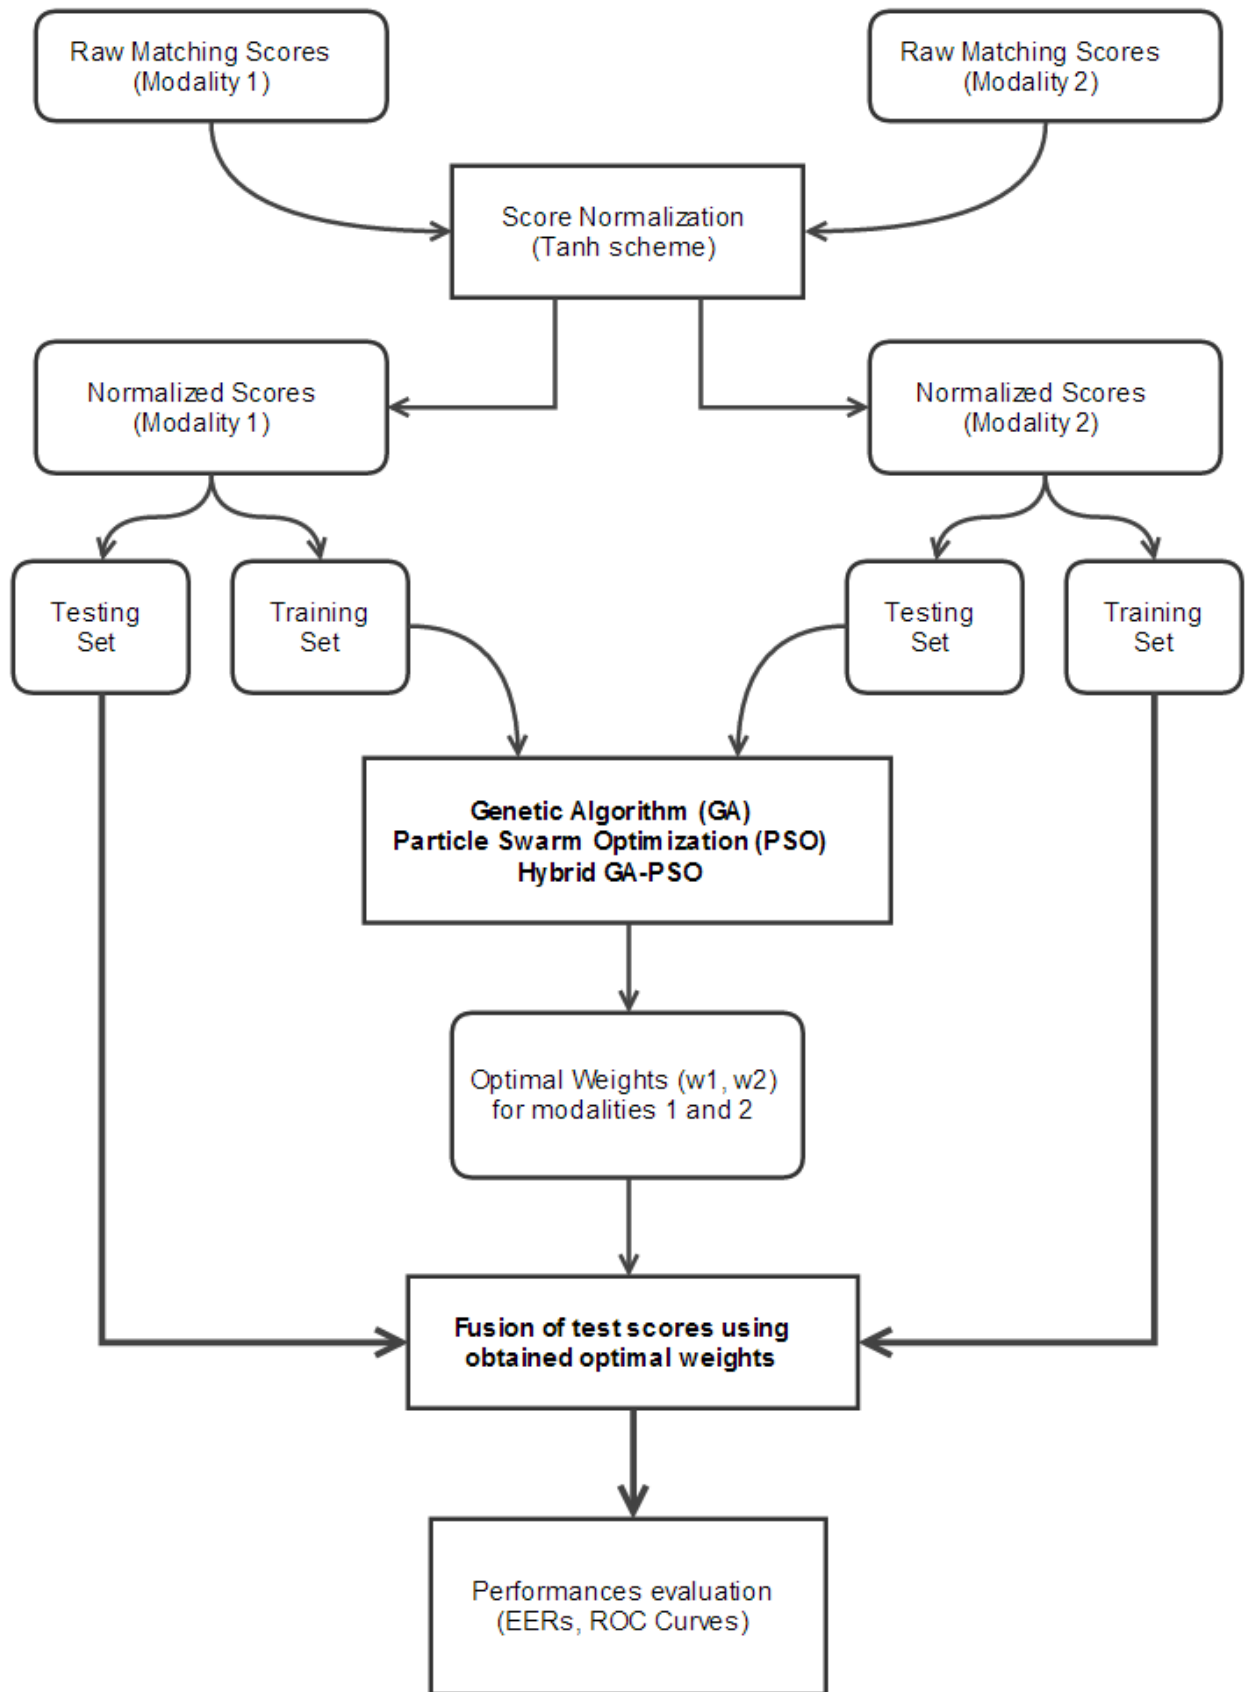 Raw Matching Scores
(Modality 1)
Raw Matching Scores
(Modality 2)
Score Normalization
(Tanh scheme)
Normalized Scores
(Modality 1)
Normalized Scores
(Modality 2)
Testing
Set
Training
Set
Testing
Set
Training
Set
Genetic Algorithm (GA)
Particle Swarm Optimization (PSO)
Hybrid GA-PSO
Optimal Weights (w1, w2)
for modalities 1 and 2
Fusion of test scores using
obtained optimal weights
Performances evaluation
(EERs, ROC Curves)